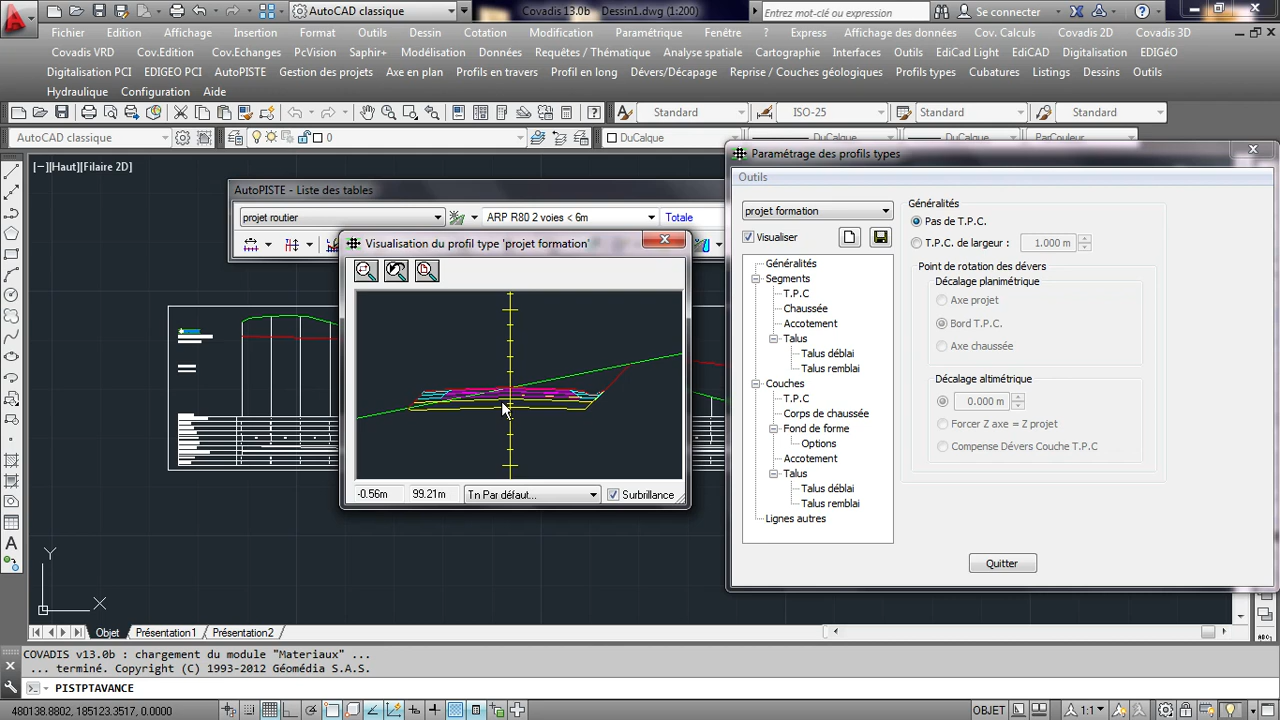 AutoCAD classique
Covadis 13.0b
Dessin1.dwg (1:200)
Entrez mot-clé ou expression
Se connecter
Fichier Edition Affichage Insertion Format Outils Dessin Cotation Modification Paramétrique Fenêtre ? Express Affichage des données Cov. Calculs Covadis 2D Covadis 3D
Covadis VRD Cov.Edition Cov.Echanges PcVision Saphir+ Modélisation Données Requêtes / Thématique Analyse spatiale Cartographie Interfaces Outils EdiCad Light EdiCAD Digitalisation EDIGéO
Digitalisation PCI EDIGEO PCI AutoPISTE Gestion des projets Axe en plan Profils en travers Profil en long Dévers/Décapage Reprise / Couches géologiques Profils types Cubatures Listings Dessins Outils
Hydraulique Configuration Aide
Standard ISO-25 Standard Standard
AutoCAD classique 0 DuCalque DuCalque DuCalque ParCouleur
[−][Haut][Filaire 2D]
AutoPISTE - Liste des tables
projet routier
ARP R80 2 voies < 6m
Totale
Visualisation du profil type 'projet formation'
-0.56m 99.21m Tn Par défaut... Surbrillance
Paramétrage des profils types
Outils
projet formation
Visualiser
Généralités
Segments
T.P.C
Chaussée
Accotement
Talus
Talus déblai
Talus remblai
Couches
T.P.C
Corps de chaussée
Fond de forme
Options
Accotement
Talus
Talus déblai
Talus remblai
Lignes autres
Généralités
Pas de T.P.C.
T.P.C. de largeur : 1.000 m
Point de rotation des dévers
Décalage planimétrique
Axe projet
Bord T.P.C.
Axe chaussée
Décalage altimétrique
0.000 m
Forcer Z axe = Z projet
Compense Dévers Couche T.P.C
Quitter
Y
X
Objet Présentation1 Présentation2
COVADIS v13.0b : chargement du module "Materiaux" ...
... terminé. Copyright (C) 1993-2012 Géomédia S.A.S.
PISTPTAVANCE
480138.8802, 185123.3517, 0.0000
OBJET
1:1